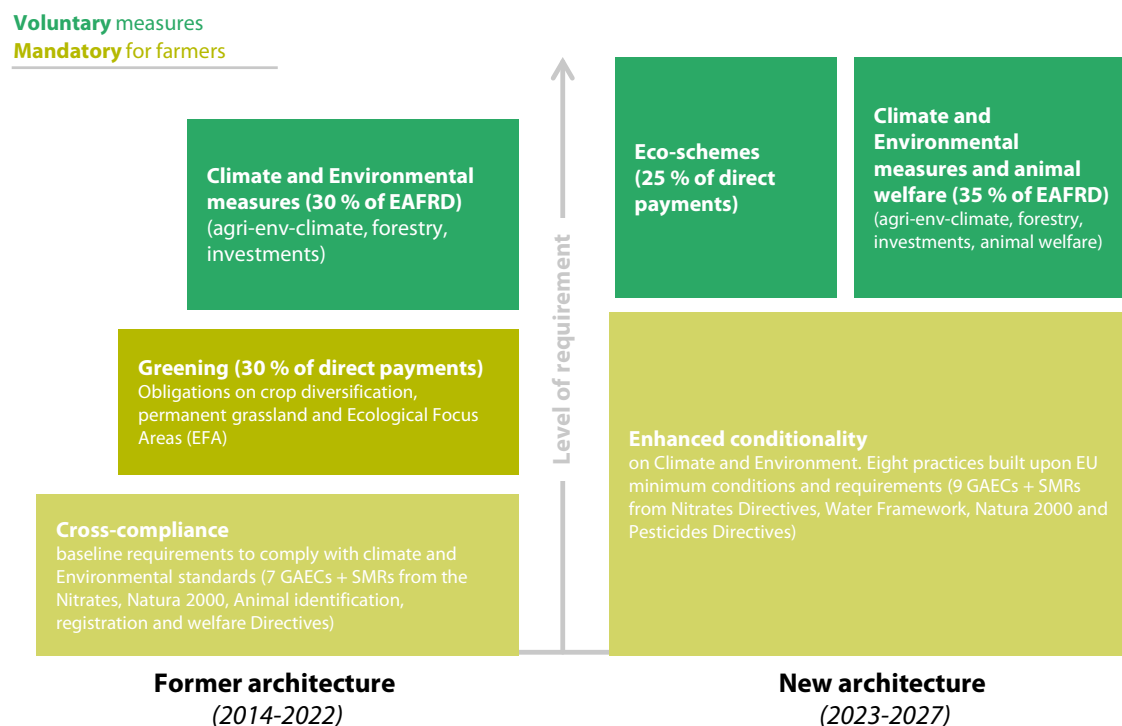 Voluntary measures
Mandatory for farmers
Climate and Environmental
measures (30 % of EAFRD)
(agri-env-climate, forestry,
investments)
Greening (30 % of direct payments)
Obligations on crop diversification,
permanent grassland and Ecological Focus
Areas (EFA)
Cross-compliance
baseline requirements to comply with climate and
Environmental standards (7 GAECs + SMRs from the
Nitrates, Natura 2000, Animal identification,
registration and welfare Directives)
Former architecture
(2014-2022)
Level of requirement
Eco-schemes
(25 % of direct
payments)
Climate and
Environmental
measures and animal
welfare (35 % of EAFRD)
(agri-env-climate, forestry,
investments, animal welfare)
Enhanced conditionality
on Climate and Environment. Eight practices built upon EU
minimum conditions and requirements (9 GAECs + SMRs
from Nitrates Directives, Water Framework, Natura 2000 and
Pesticides Directives)
New architecture
(2023-2027)